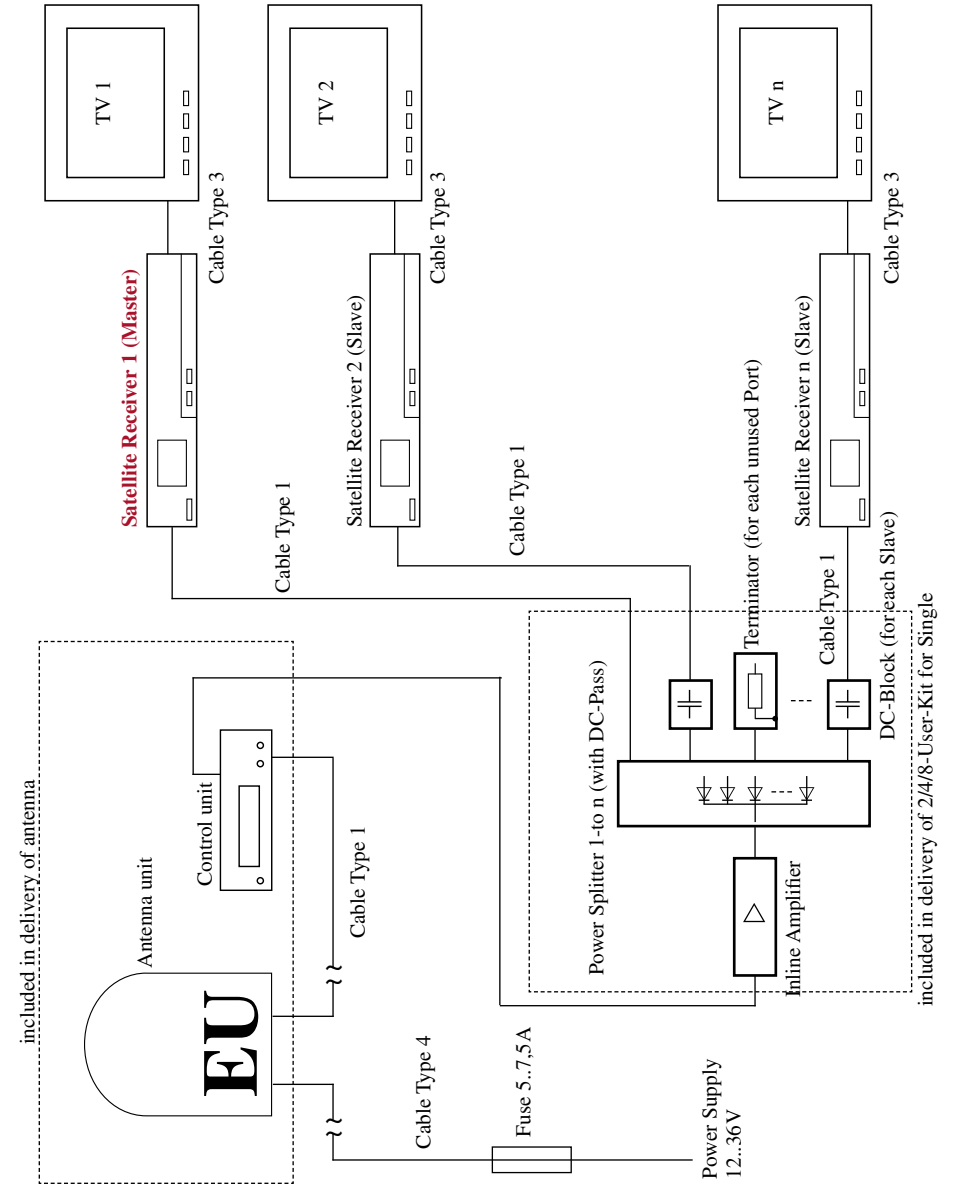 included in delivery of antenna
Antenna unit
EU
Control unit
Cable Type 1
Cable Type 4
Fuse 5..7,5 A
Power Supply
12..36 V
TV 1
Cable Type 3
Satellite Receiver 1 (Master)
Cable Type 1
TV 2
Cable Type 3
Satellite Receiver 2 (Slave)
Cable Type 1
TV n
Cable Type 3
Satellite Receiver n (Slave)
Cable Type 1
Terminator (for each unused Port)
DC-Block (for each Slave)
Power Splitter 1-to n (with DC-Pass)
Inline Amplifier
included in delivery of 2/4/8-User-Kit for Single